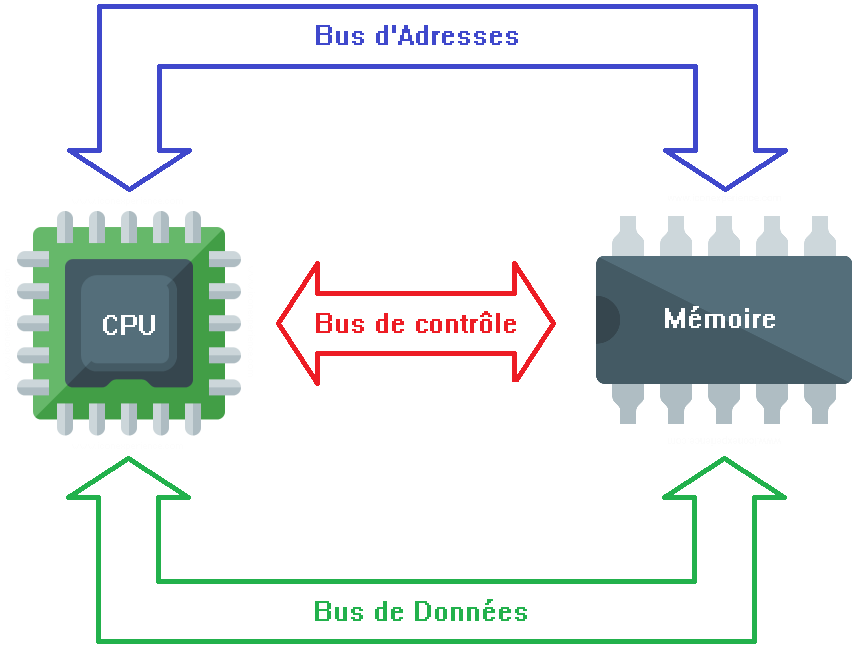 Bus d'Adresses
CPU
Bus de contrôle
Mémoire
Bus de Données